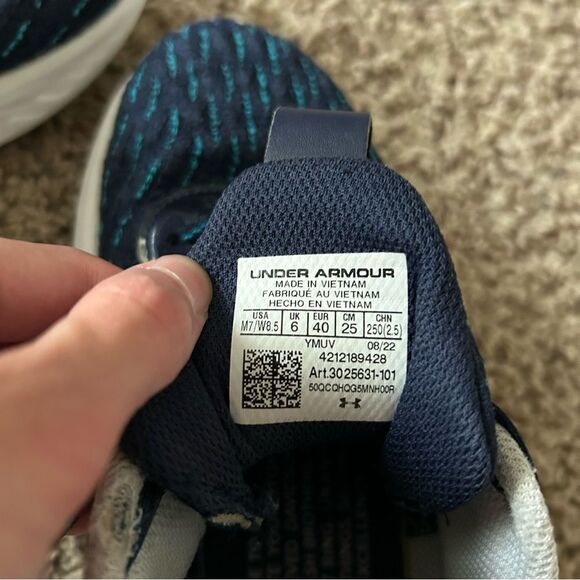 UNDER ARMOUR
MADE IN VIETNAM
FABRIQUÉ AU VIETNAM
HECHO EN VIETNAM
USA UK EUR CM CHN
M7/W8.5 6 40 25 250(2.5)
YMUV 08/22
4212189428
Art.3025631-101
50QCQHQG5MNH00R